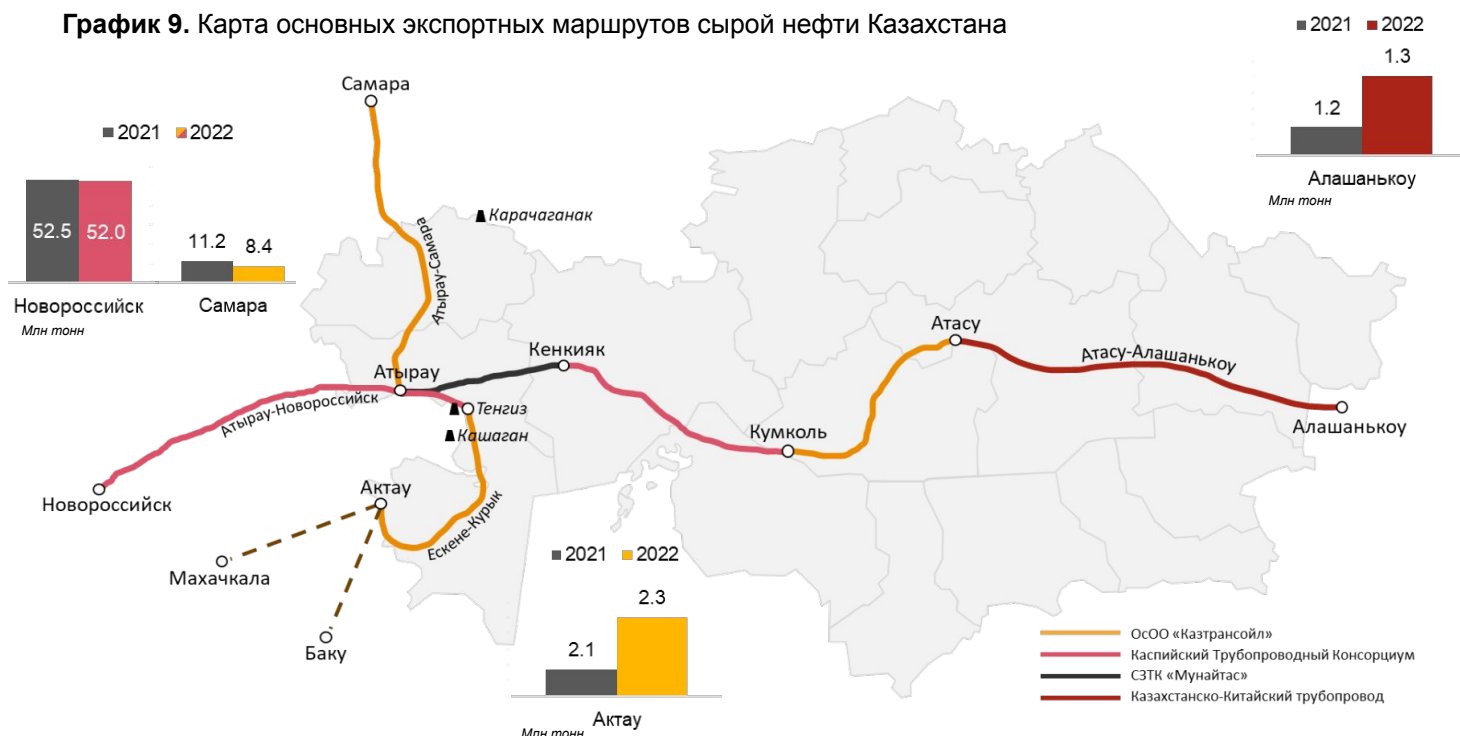 График 9. Карта основных экспортных маршрутов сырой нефти Казахстана
2021 2022
1.3
1.2
Алашанькоу
Млн тонн
Самара
2021 2022
52.5 52.0
11.2 8.4
Новороссийск Самара
Млн тонн
Карачаганак
Атырау-Самара
Атасу
Кенкияк
Атасу-Алашанькоу
Атырау
Атырау-Новороссийск
Тенгиз
Кашаган
Кумколь
Алашанькоу
Новороссийск
Актау
Ескене-Курык
Махачкала
Баку
2021 2022
2.3
2.1
Актау
Млн тонн
ОсОО «Казтрансойл»
Каспийский Трубопроводный Консорциум
СЗТК «Мунайтас»
Казахстанско-Китайский трубопровод